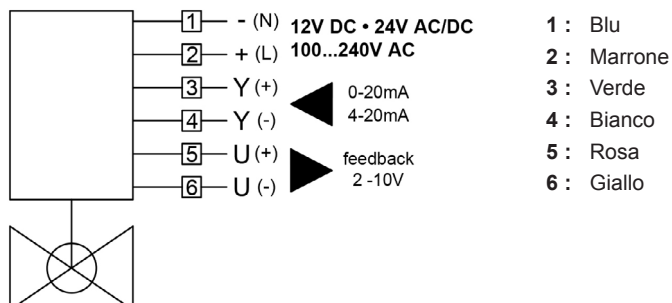 1 - (N) 12V DC • 24V AC/DC
2 + (L) 100...240V AC
3 Y (+) 0-20mA
4 Y (-) 4-20mA
5 U (+) feedback
6 U (-) 2 -10V
1 : Blu
2 : Marrone
3 : Verde
4 : Bianco
5 : Rosa
6 : Giallo